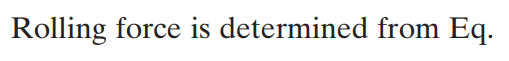 Rolling force is determined from Eq.